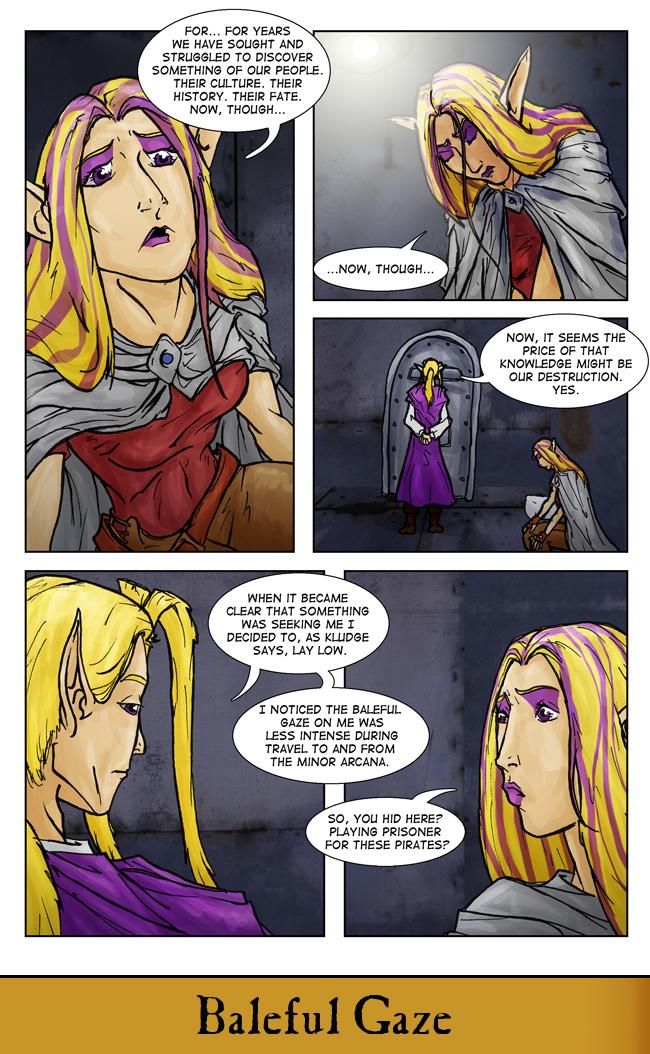 FOR... FOR YEARS
WE HAVE SOUGHT AND
STRUGGLED TO DISCOVER
SOMETHING OF OUR PEOPLE.
THEIR CULTURE. THEIR
HISTORY. THEIR FATE.
NOW, THOUGH...
...NOW, THOUGH...
NOW, IT SEEMS THE
PRICE OF THAT
KNOWLEDGE MIGHT BE
OUR DESTRUCTION.
YES.
WHEN IT BECAME
CLEAR THAT SOMETHING
WAS SEEKING ME I
DECIDED TO, AS KLUDGE
SAYS, LAY LOW.
I NOTICED THE BALEFUL
GAZE ON ME WAS
LESS INTENSE DURING
TRAVEL TO AND FROM
THE MINOR ARCANA.
SO, YOU HID HERE?
PLAYING PRISONER
FOR THESE PIRATES?
Baleful Gaze